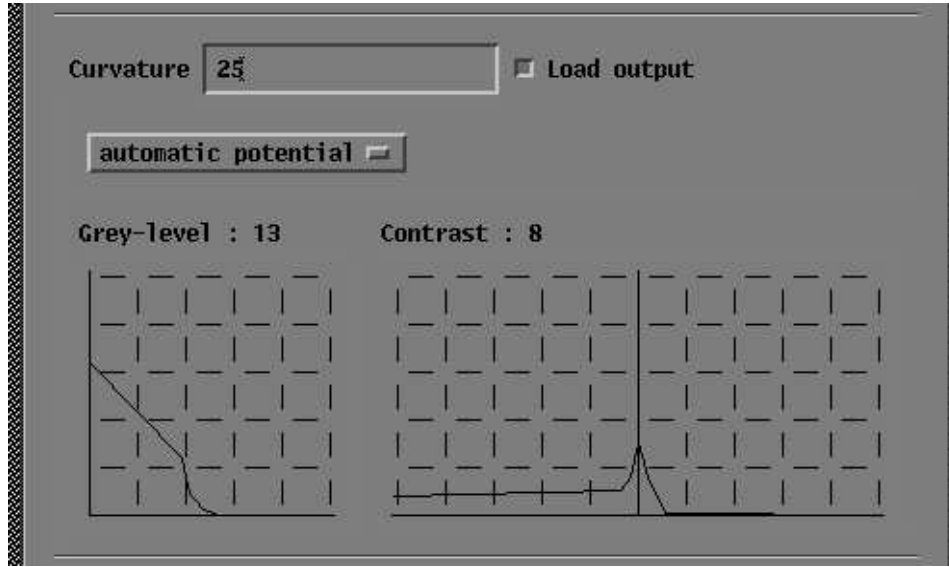 Curvature 25 Load output
automatic potential
Grey-level : 13 Contrast : 8